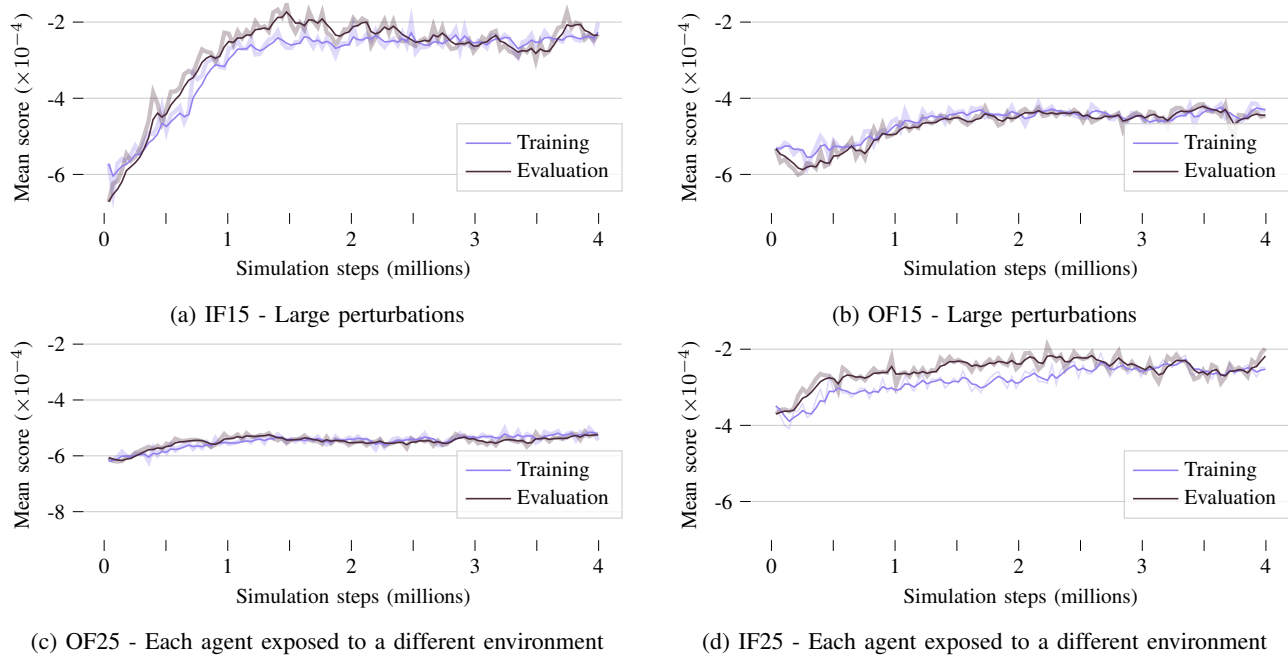 Mean score (×10−4)
-2
-4
-6
Training
Evaluation
0 1 2 3 4
Simulation steps (millions)
(a) IF15 - Large perturbations
Mean score (×10−4)
-2
-4
-6
Training
Evaluation
0 1 2 3 4
Simulation steps (millions)
(b) OF15 - Large perturbations
Mean score (×10−4)
-2
-4
-6
-8
Training
Evaluation
0 1 2 3 4
Simulation steps (millions)
(c) OF25 - Each agent exposed to a different environment
Mean score (×10−4)
-2
-4
-6
Training
Evaluation
0 1 2 3 4
Simulation steps (millions)
(d) IF25 - Each agent exposed to a different environment